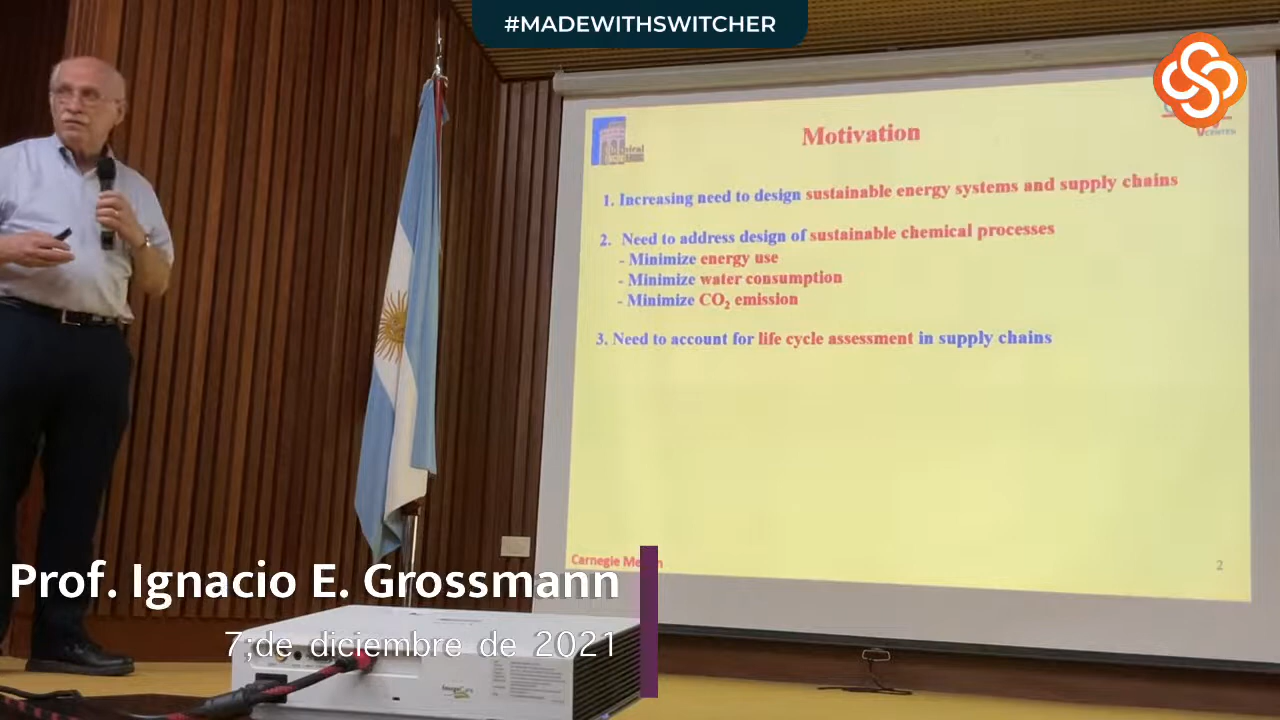 #MADEWITHSWITCHER
Motivation
CENTER
1. Increasing need to design sustainable energy systems and supply chains
2. Need to address design of sustainable chemical processes
- Minimize energy use
- Minimize water consumption
- Minimize CO₂ emission
3. Need to account for life cycle assessment in supply chains
Carnegie
2
Prof. Ignacio E. Grossmann
7;de diciembre de 2021